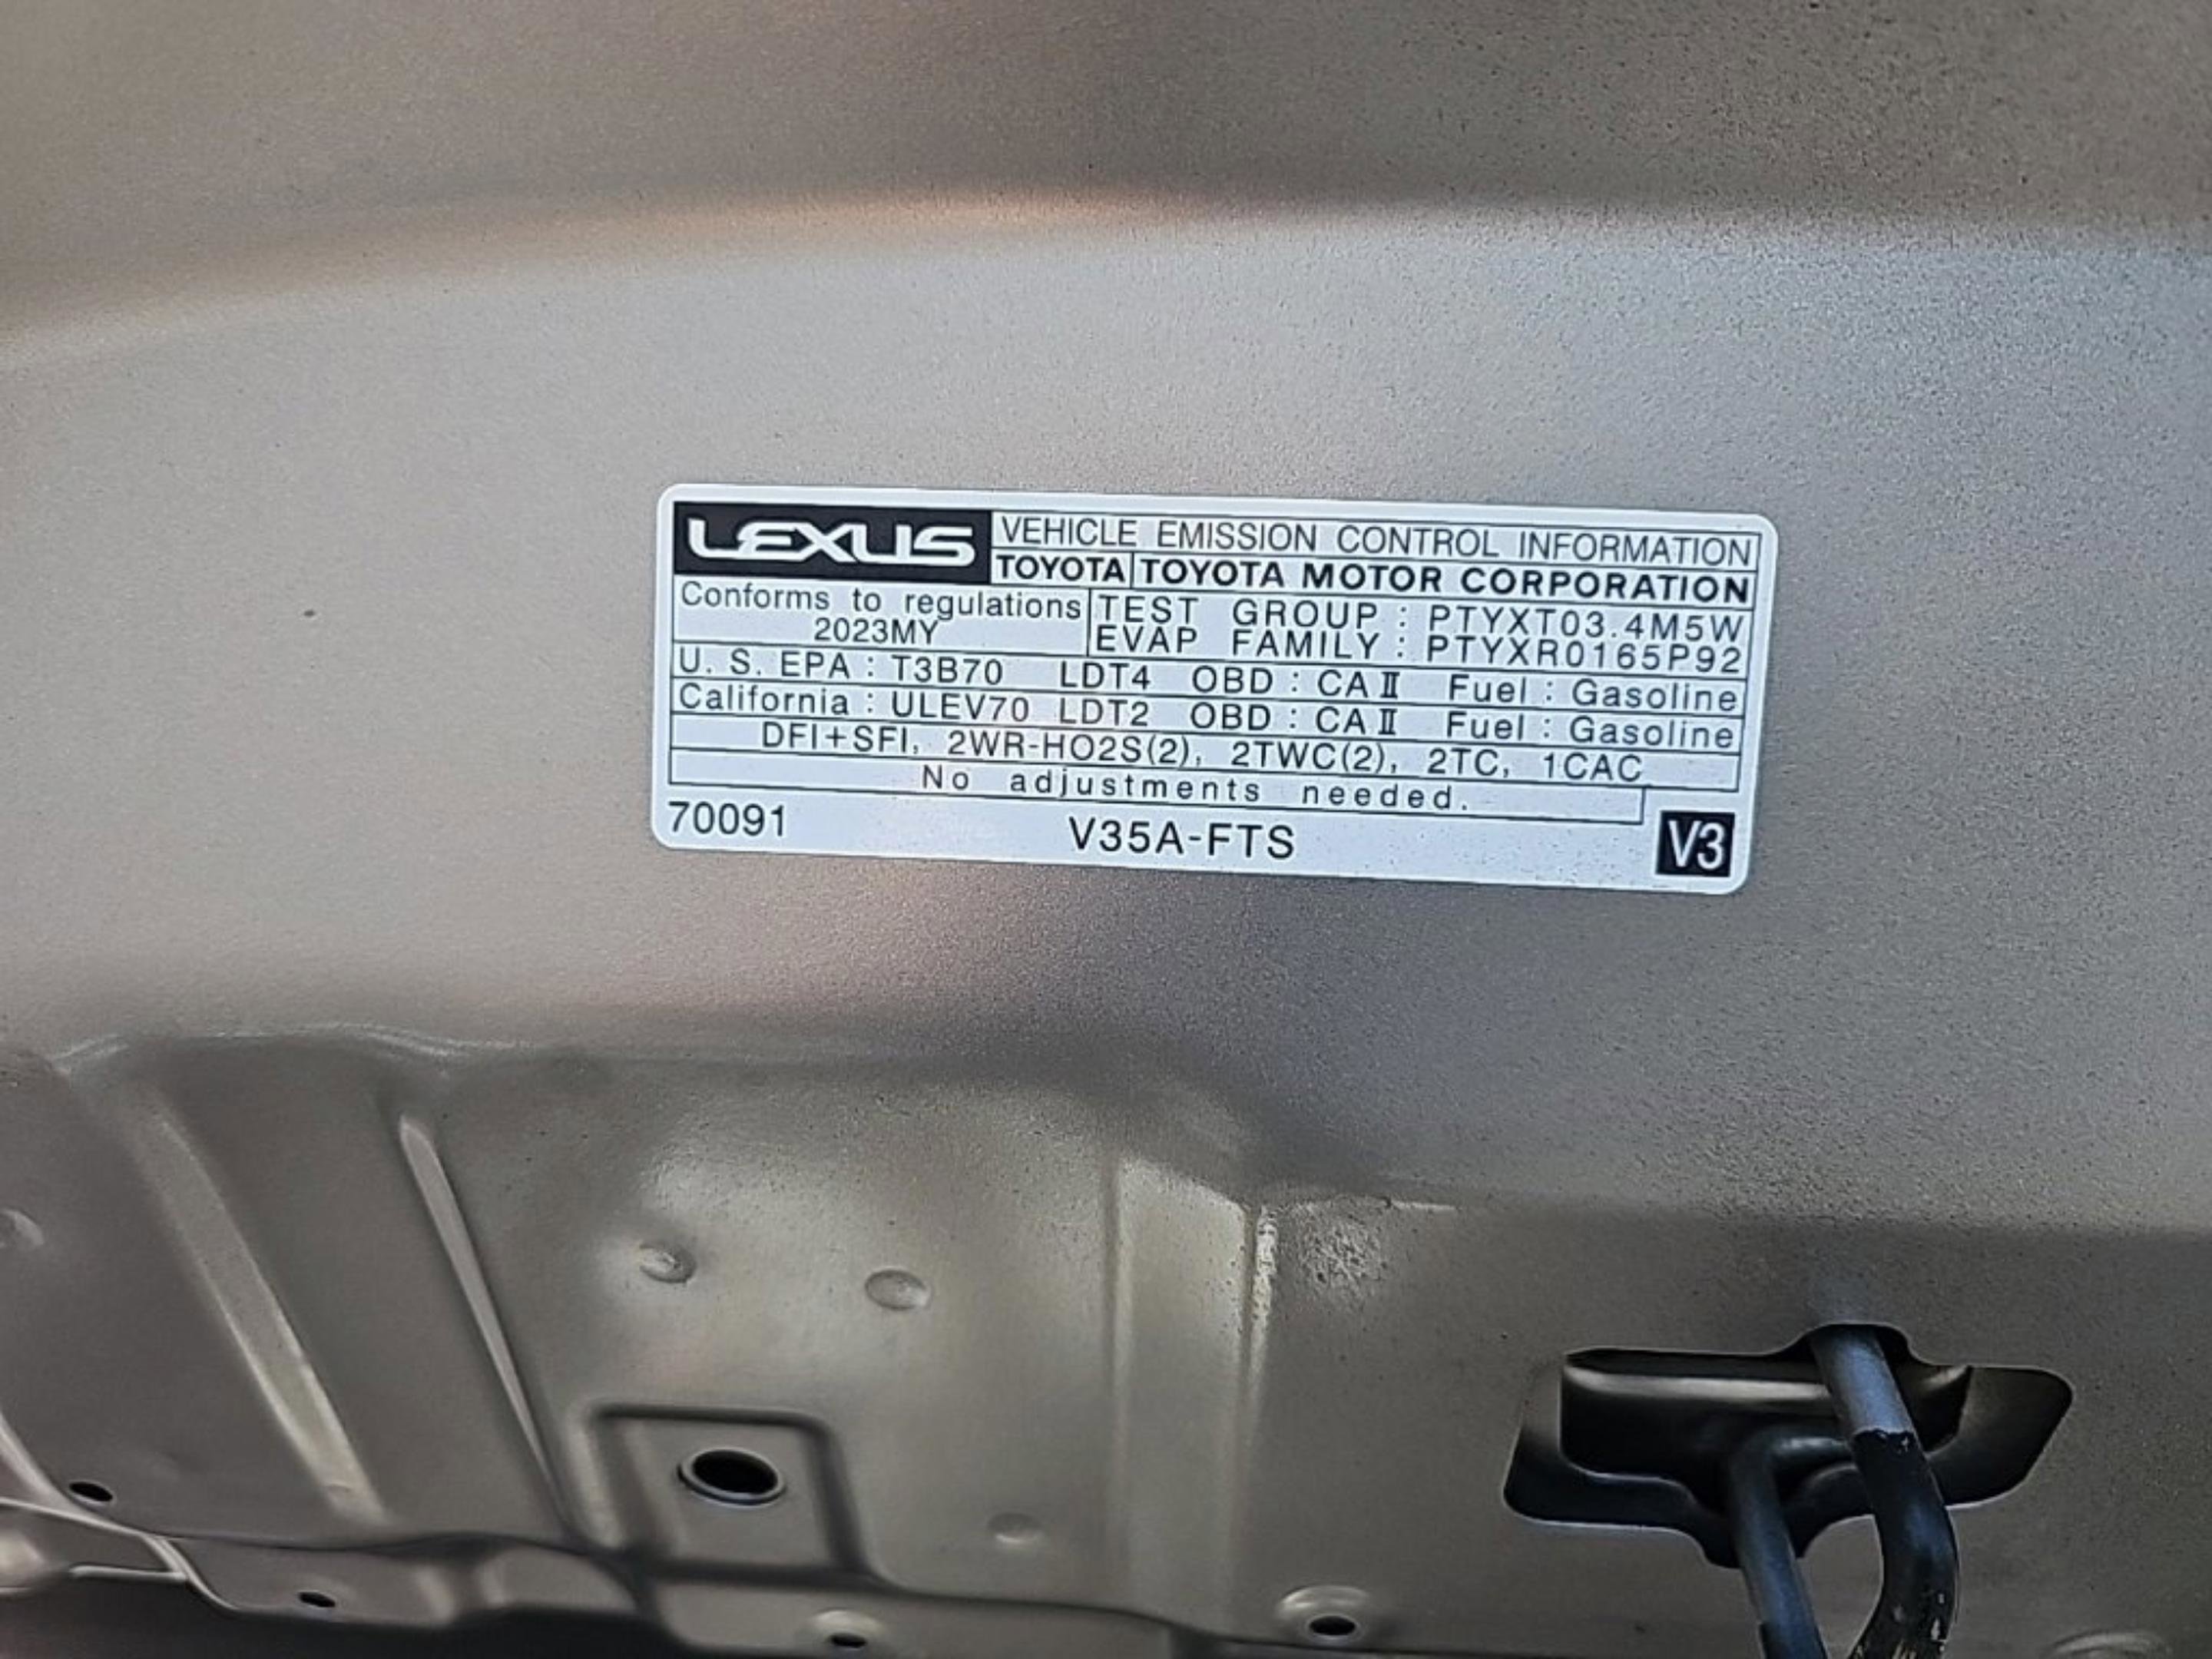 LEXUS VEHICLE EMISSION CONTROL INFORMATION
TOYOTA TOYOTA MOTOR CORPORATION
Conforms to regulations
2023MY
TEST GROUP : PTYXT03.4M5W
EVAP FAMILY : PTYXR0165P92
U. S. EPA : T3B70 LDT4 OBD : CA II Fuel : Gasoline
California : ULEV70 LDT2 OBD : CA II Fuel : Gasoline
DFI+SFI, 2WR-HO2S(2), 2TWC(2), 2TC, 1CAC
No adjustments needed.
70091 V35A-FTS V3